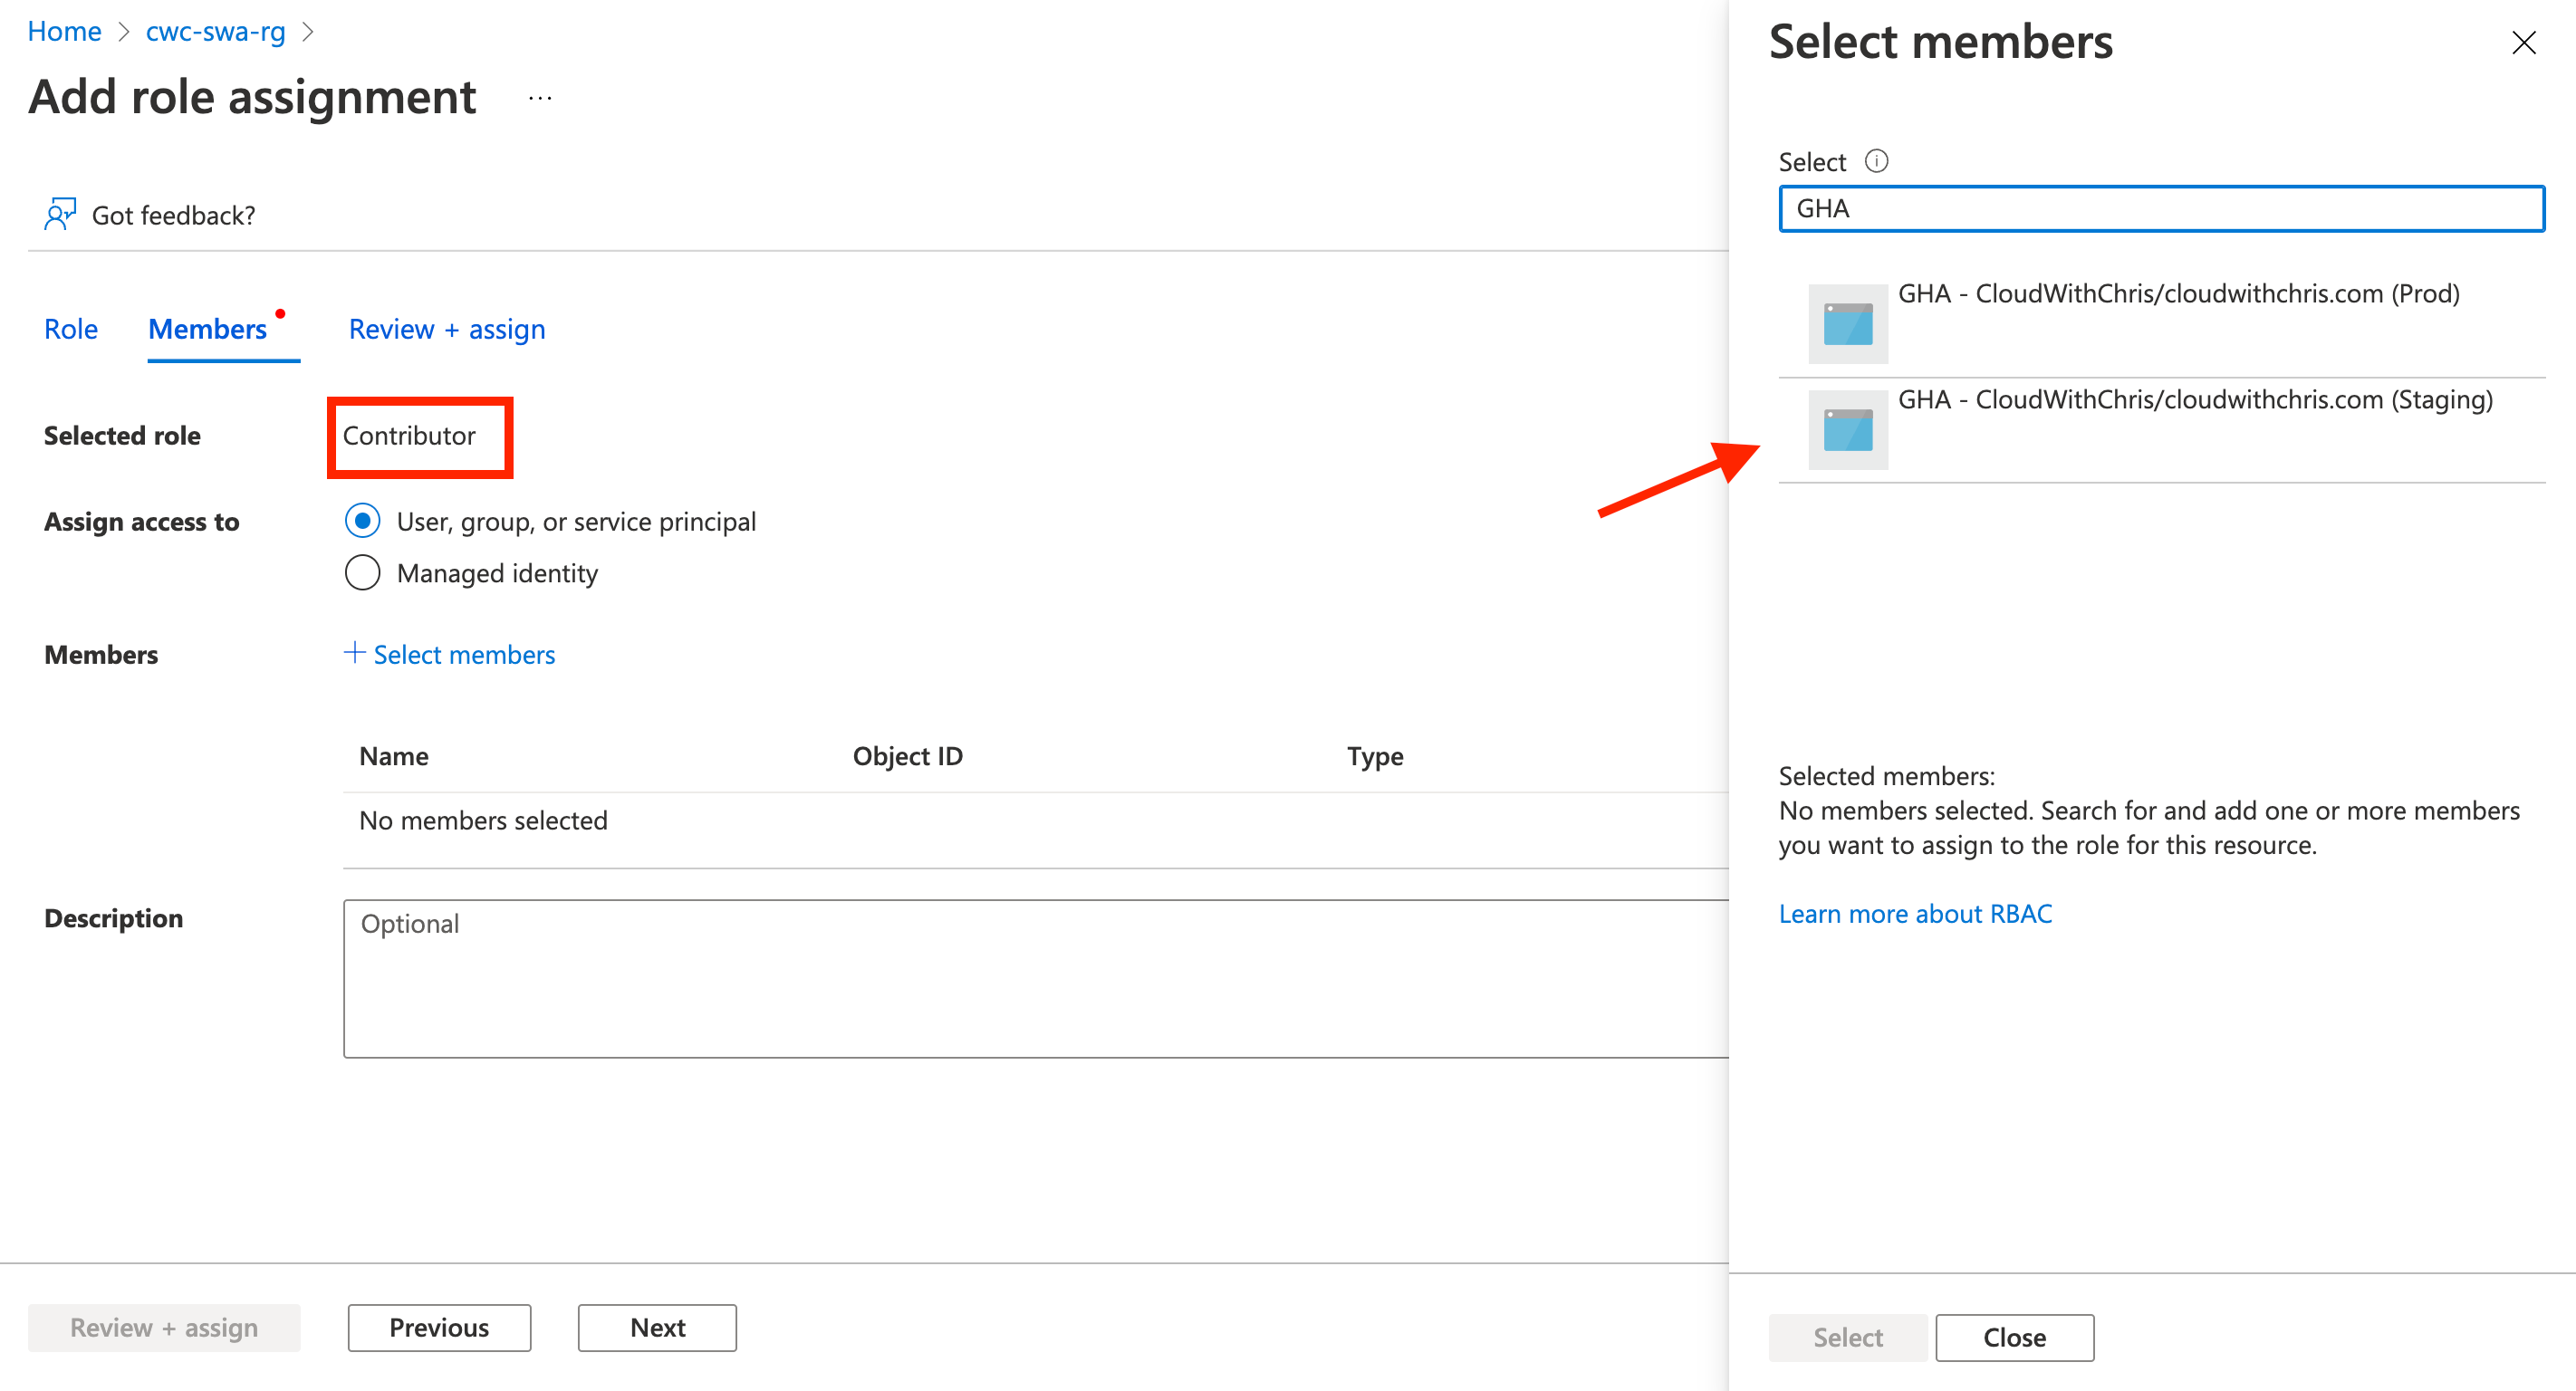 Home > cwc-swa-rg >
Add role assignment ...
Got feedback?
Role Members Review + assign
Selected role Contributor
Assign access to User, group, or service principal
Managed identity
Members + Select members
Name Object ID Type
No members selected
Description Optional
Review + assign Previous Next
Select members
Select
GHA
GHA - CloudWithChris/cloudwithchris.com (Prod)
GHA - CloudWithChris/cloudwithchris.com (Staging)
Selected members:
No members selected. Search for and add one or more members
you want to assign to the role for this resource.
Learn more about RBAC
Select Close